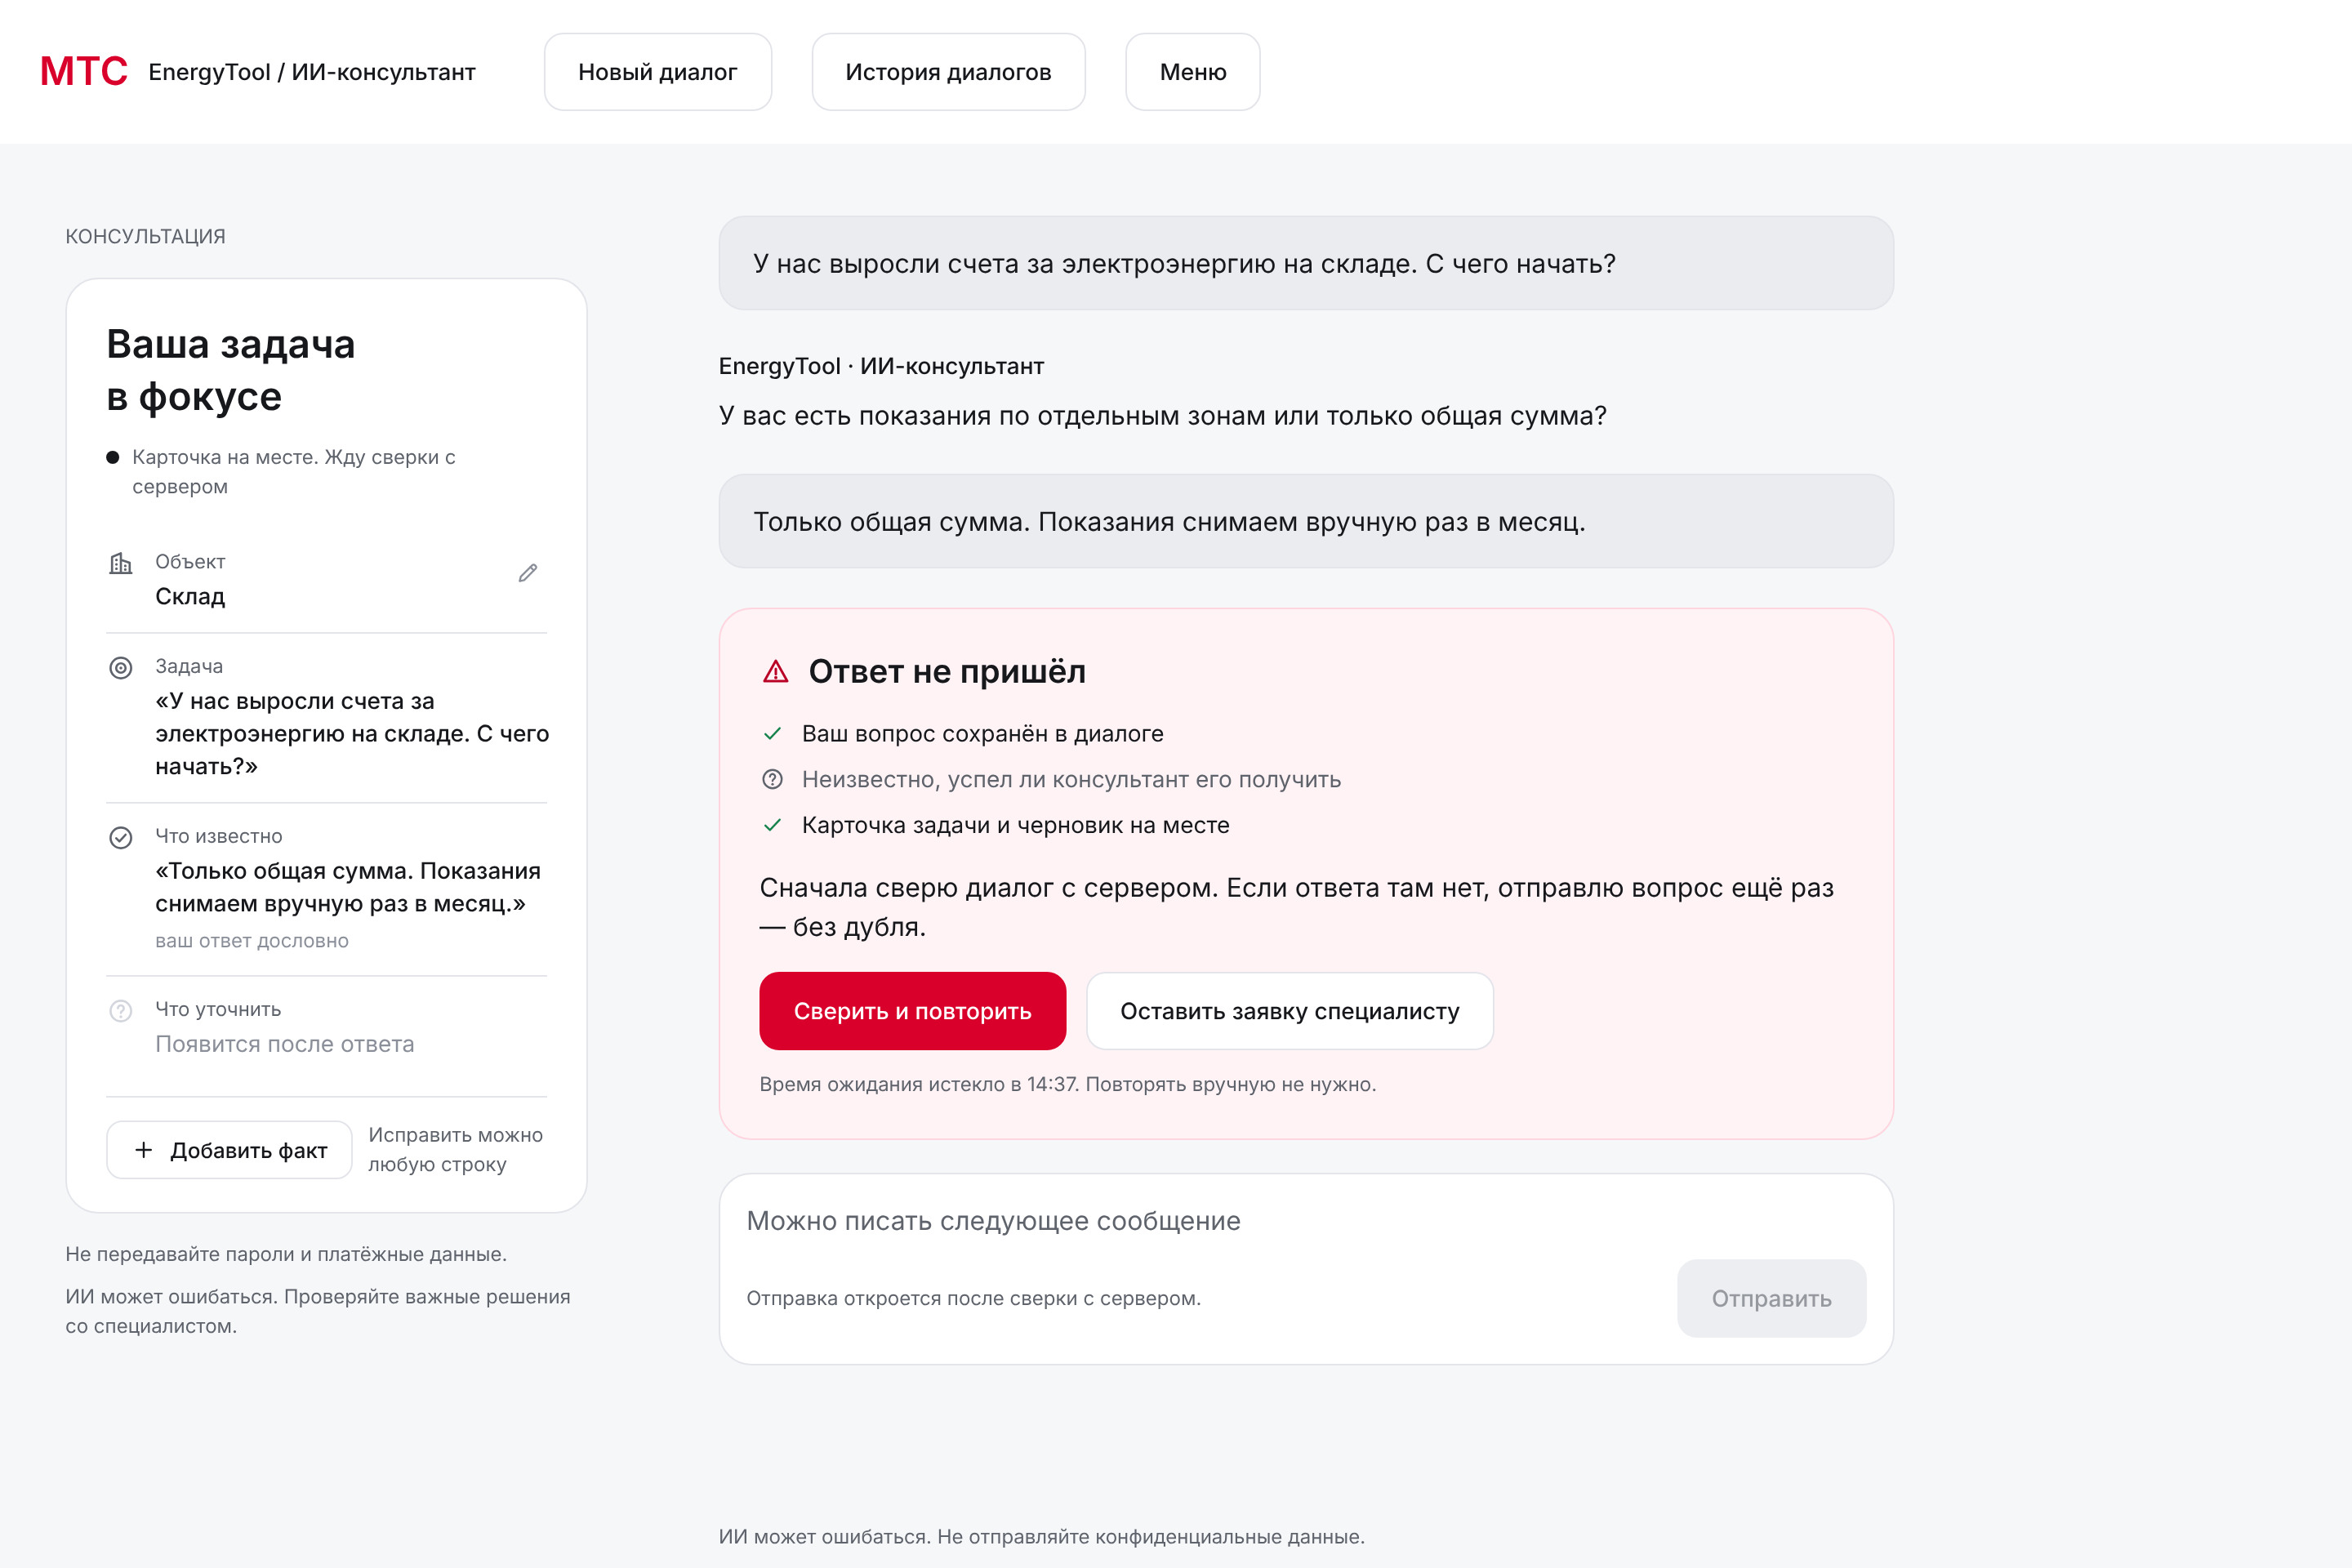 МТС EnergyTool / ИИ-консультант Новый диалог История диалогов Меню
КОНСУЛЬТАЦИЯ
Ваша задача
в фокусе
Карточка на месте. Жду сверки с
сервером
Объект
Склад
Задача
«У нас выросли счета за
электроэнергию на складе. С чего
начать?»
Что известно
«Только общая сумма. Показания
снимаем вручную раз в месяц.»
ваш ответ дословно
Что уточнить
Появится после ответа
Добавить факт
Исправить можно
любую строку
Не передавайте пароли и платёжные данные.
ИИ может ошибаться. Проверяйте важные решения
со специалистом.
У нас выросли счета за электроэнергию на складе. С чего начать?
EnergyTool · ИИ-консультант
У вас есть показания по отдельным зонам или только общая сумма?
Только общая сумма. Показания снимаем вручную раз в месяц.
Ответ не пришёл
Ваш вопрос сохранён в диалоге
Неизвестно, успел ли консультант его получить
Карточка задачи и черновик на месте
Сначала сверю диалог с сервером. Если ответа там нет, отправлю вопрос ещё раз
— без дубля.
Сверить и повторить Оставить заявку специалисту
Время ожидания истекло в 14:37. Повторять вручную не нужно.
Можно писать следующее сообщение
Отправка откроется после сверки с сервером.
Отправить
ИИ может ошибаться. Не отправляйте конфиденциальные данные.